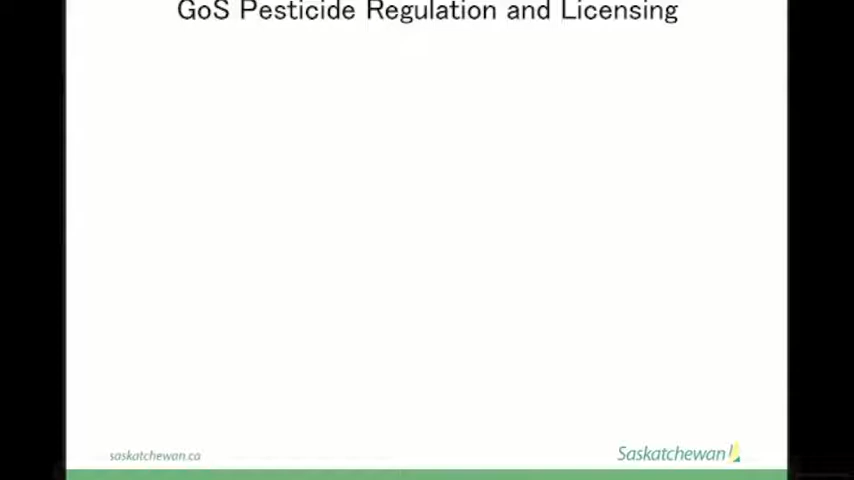 GoS Pesticide Regulation and Licensing
saskatchewan.ca
Saskatchewan